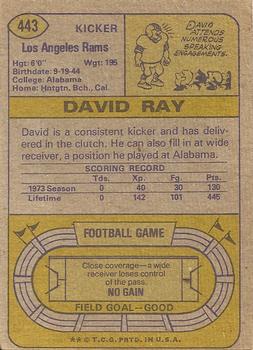 443
KICKER
Los Angeles Rams
Hgt: 6'0" Wgt: 195
Birthdate: 9-19-44
College: Alabama
Home: Hntgtn. Bch., Cal.
DAVID
ATTENDS
NUMEROUS
SPEAKING
ENGAGEMENTS.
DAVID RAY
David is a consistent kicker and has deliv-
ered in the clutch. He can also fill in at wide
receiver, a position he played at Alabama.
SCORING RECORD
Tds. Xp. Fg. Pts.
1973 Season 0 40 30 130
Lifetime 0 142 101 445
FOOTBALL GAME
Close coverage—a wide
receiver loses control of the
pass.
NO GAIN
FIELD GOAL—GOOD
** © T.C.G. PRTD. IN U.S.A.